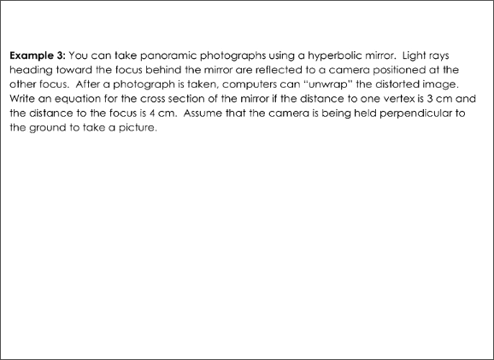 Example 3: You can take panoramic photographs using a hyperbolic mirror. Light rays
heading toward the focus behind the mirror are reflected to a camera positioned at the
other focus. After a photograph is taken, computers can “unwrap” the distorted image.
Write an equation for the cross section of the mirror if the distance to one vertex is 3 cm and
the distance to the focus is 4 cm. Assume that the camera is being held perpendicular to
the ground to take a picture.